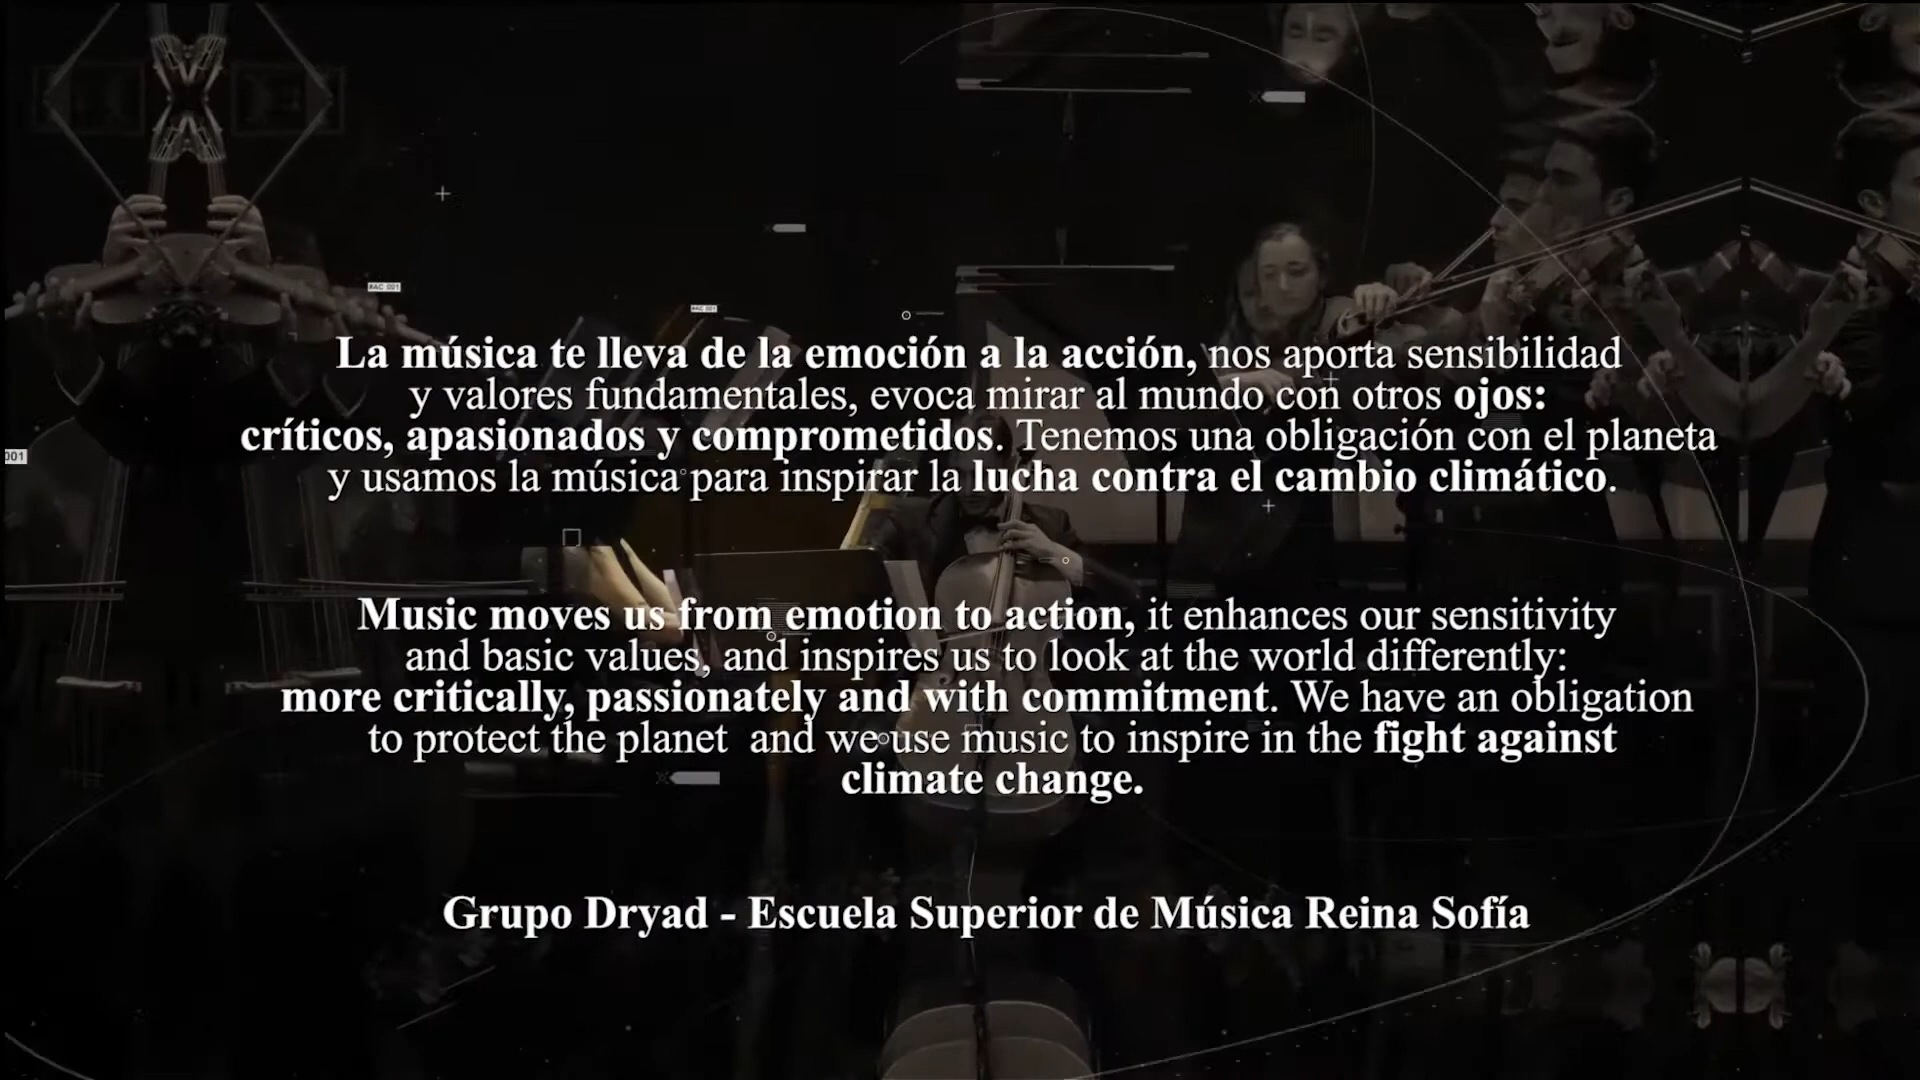 #AC 001
#AC 001
La música te lleva de la emoción a la acción, nos aporta sensibilidad
y valores fundamentales, evoca mirar al mundo con otros ojos:
críticos, apasionados y comprometidos. Tenemos una obligación con el planeta
001
y usamos la música para inspirar la lucha contra el cambio climático.
Music moves us from emotion to action, it enhances our sensitivity
and basic values, and inspires us to look at the world differently:
more critically, passionately and with commitment. We have an obligation
to protect the planet  and we use music to inspire in the fight against
climate change.
Grupo Dryad - Escuela Superior de Música Reina Sofía